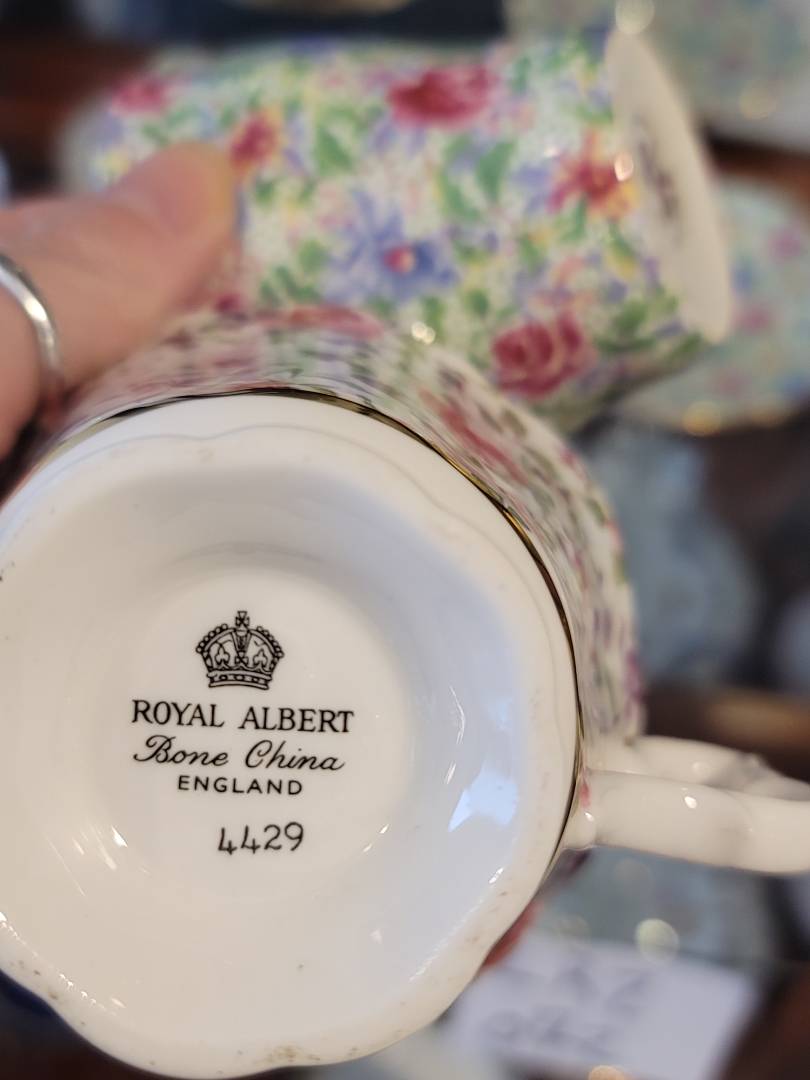 ROYAL ALBERT
Bone China
ENGLAND
4429